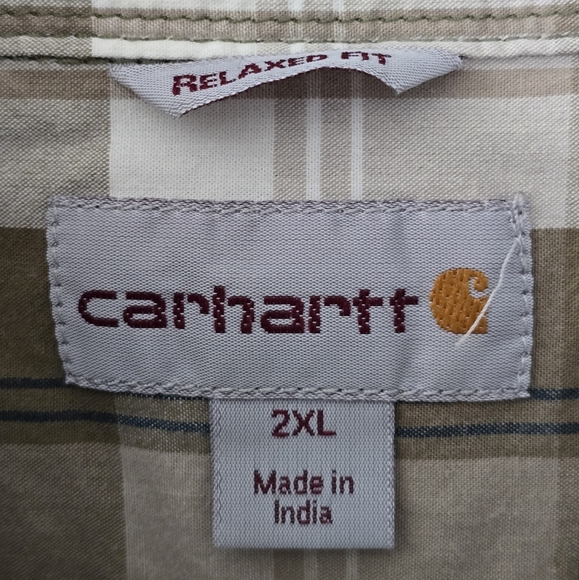 RELAXED FIT
carhartt
2XL
Made in
India